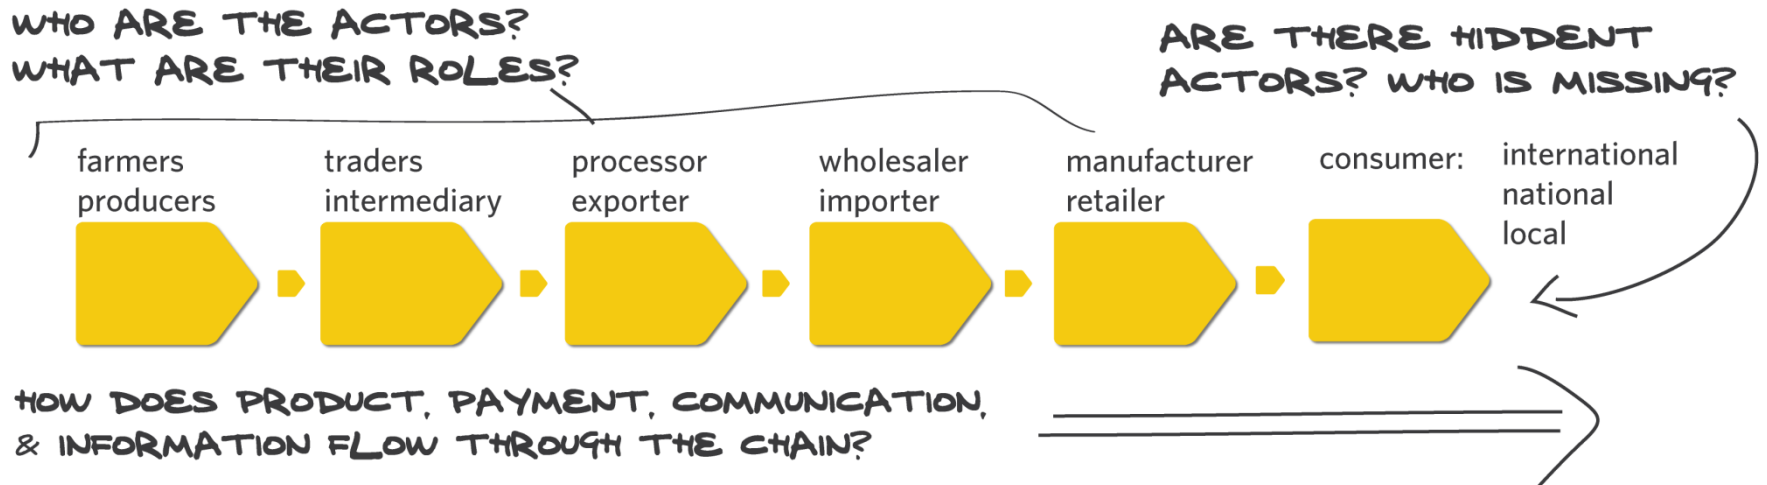 WHO ARE THE ACTORS?
WHAT ARE THEIR ROLES?
ARE THERE HIDDENT
ACTORS? WHO IS MISSING?
farmers
producers
traders
intermediary
processor
exporter
wholesaler
importer
manufacturer
retailer
consumer:
international
national
local
HOW DOES PRODUCT, PAYMENT, COMMUNICATION,
& INFORMATION FLOW THROUGH THE CHAIN?